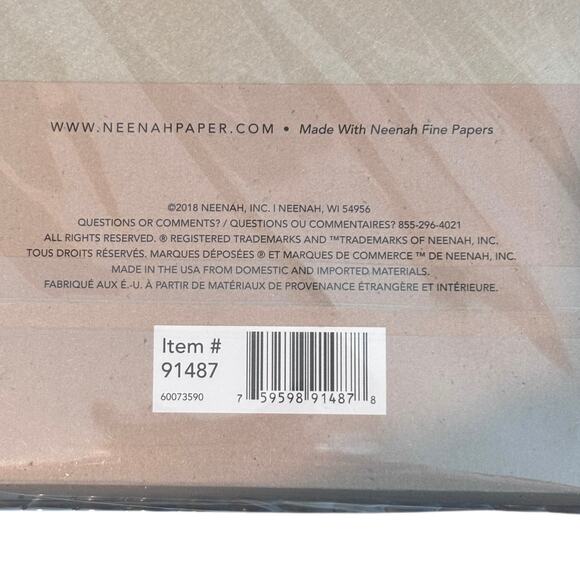 WWW.NEENAHPAPER.COM • Made With Neenah Fine Papers
©2018 NEENAH, INC. I NEENAH, WI 54956
QUESTIONS OR COMMENTS? / QUESTIONS OU COMMENTAIRES? 855-296-4021
ALL RIGHTS RESERVED. ® REGISTERED TRADEMARKS AND ™TRADEMARKS OF NEENAH, INC.
TOUS DROITS RÉSERVÉS. MARQUES DÉPOSÉES ® ET MARQUES DE COMMERCE ™ DE NEENAH, INC.
MADE IN THE USA FROM DOMESTIC AND IMPORTED MATERIALS.
FABRIQUÉ AUX É.-U. À PARTIR DE MATÉRIAUX DE PROVENANCE ÉTRANGÈRE ET INTÉRIEURE.
Item #
91487
60073590
7 59598 91487 8